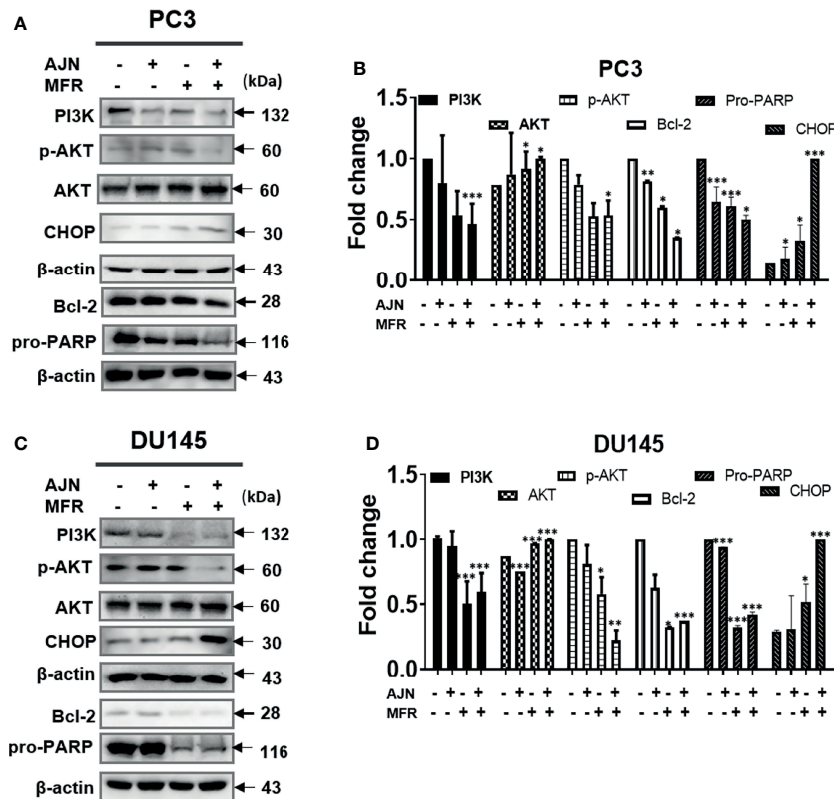 A
PC3
AJN - + - +
MFR - - + + (kDa)
PI3K 132
p-AKT 60
AKT 60
CHOP 30
β-actin 43
Bcl-2 28
pro-PARP 116
β-actin 43
B
PC3
PI3K p-AKT Pro-PARP
AKT Bcl-2 CHOP
Fold change
1.5
1.0
0.5
0.0
*** * * * ** * * *** *** * * * ***
AJN - + - + - + - + - + - + - + - + - + - + - + - +
MFR - - + + - - + + - - + + - - + + - - + + - - + +
C
DU145
AJN - + - +
MFR - - + + (kDa)
PI3K 132
p-AKT 60
AKT 60
CHOP 30
β-actin 43
Bcl-2 28
pro-PARP 116
β-actin 43
D
DU145
PI3K p-AKT Pro-PARP
AKT Bcl-2 CHOP
Fold change
1.5
1.0
0.5
0.0
*** *** *** *** *** * ** * *** *** *** *** * ***
AJN - + - + - + - + - + - + - + - + - + - + - + - +
MFR - - + + - - + + - - + + - - + + - - + + - - + +